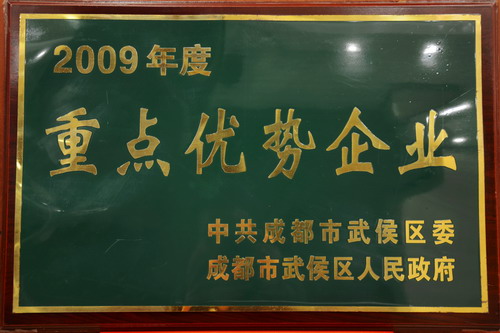 2009年度
重点优势企业
中共成都市武侯区委
成都市武侯区人民政府